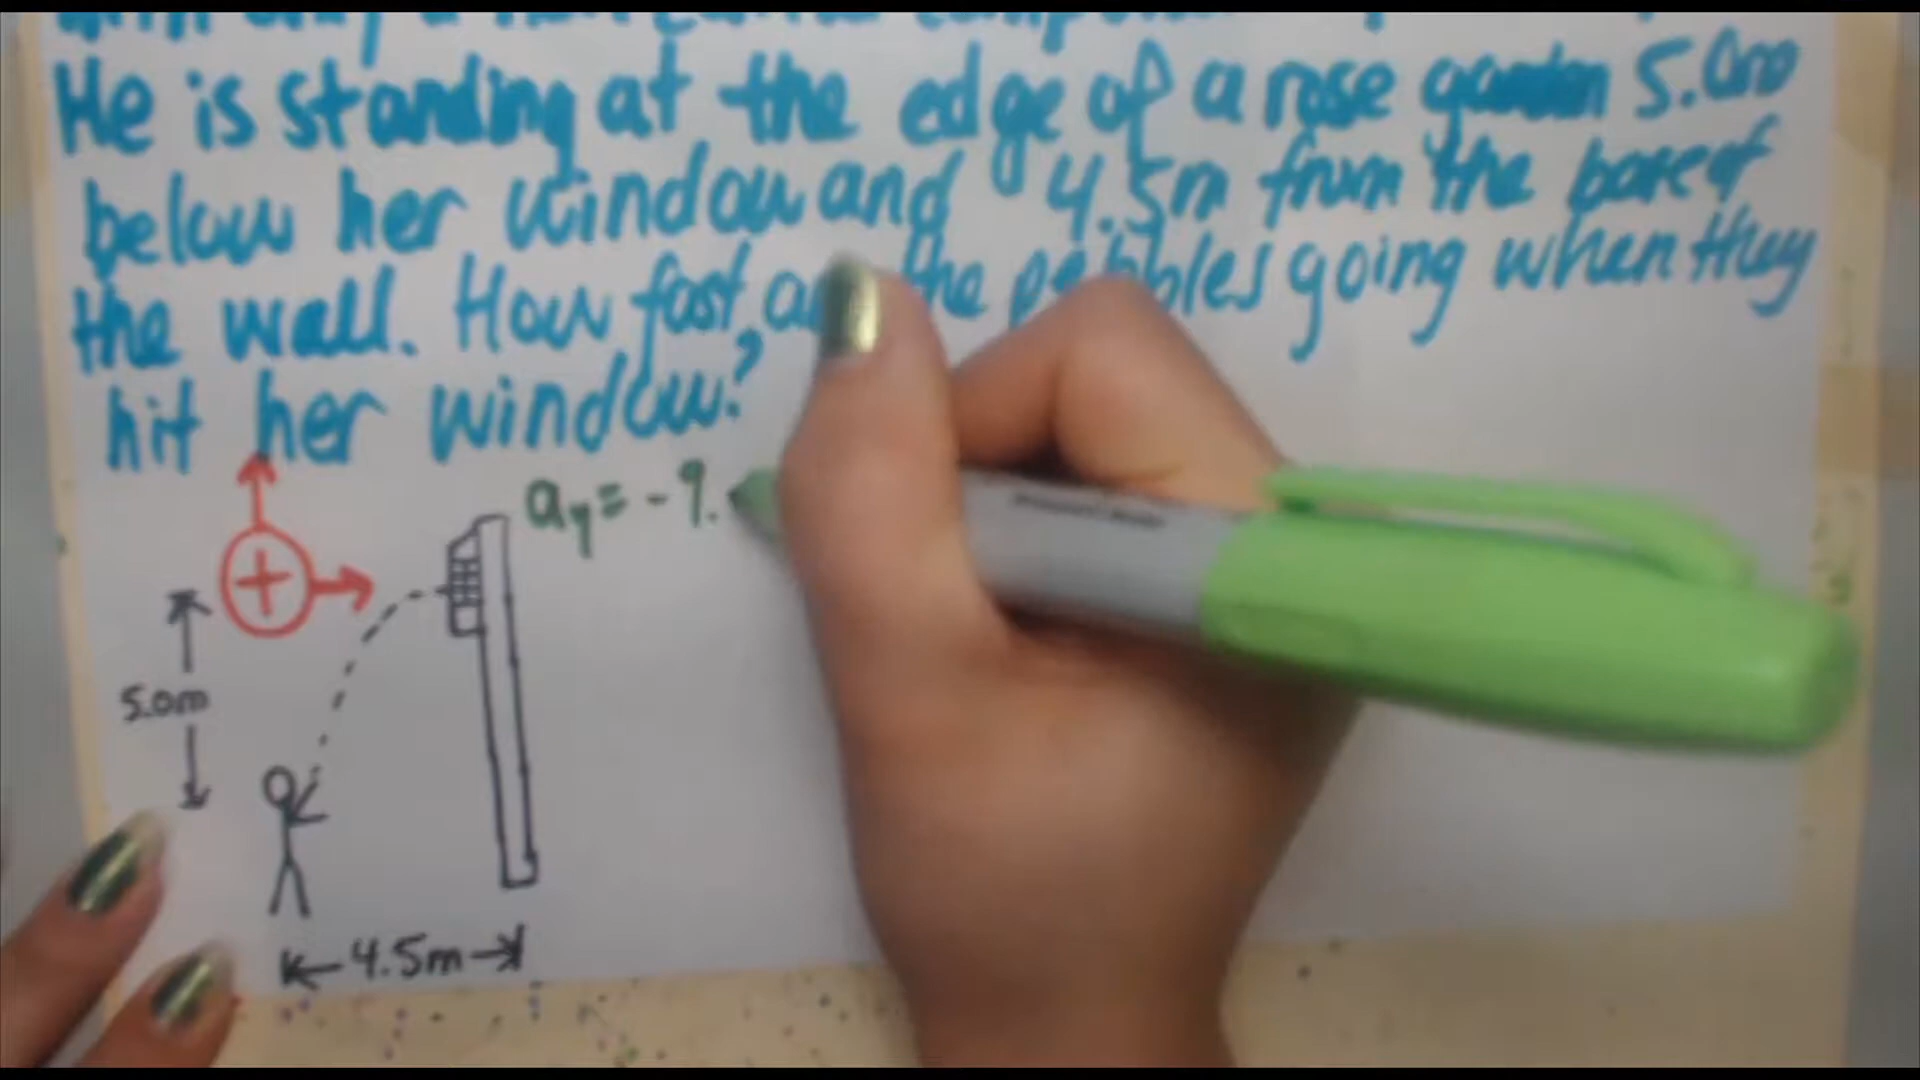 He is standing at the edge of a rose garden 5.0m
below her window and 4.5m from the base of
the wall. How fast are the pebbles going when they
hit her window?
ay = -9.
+
5.0m
4.5m